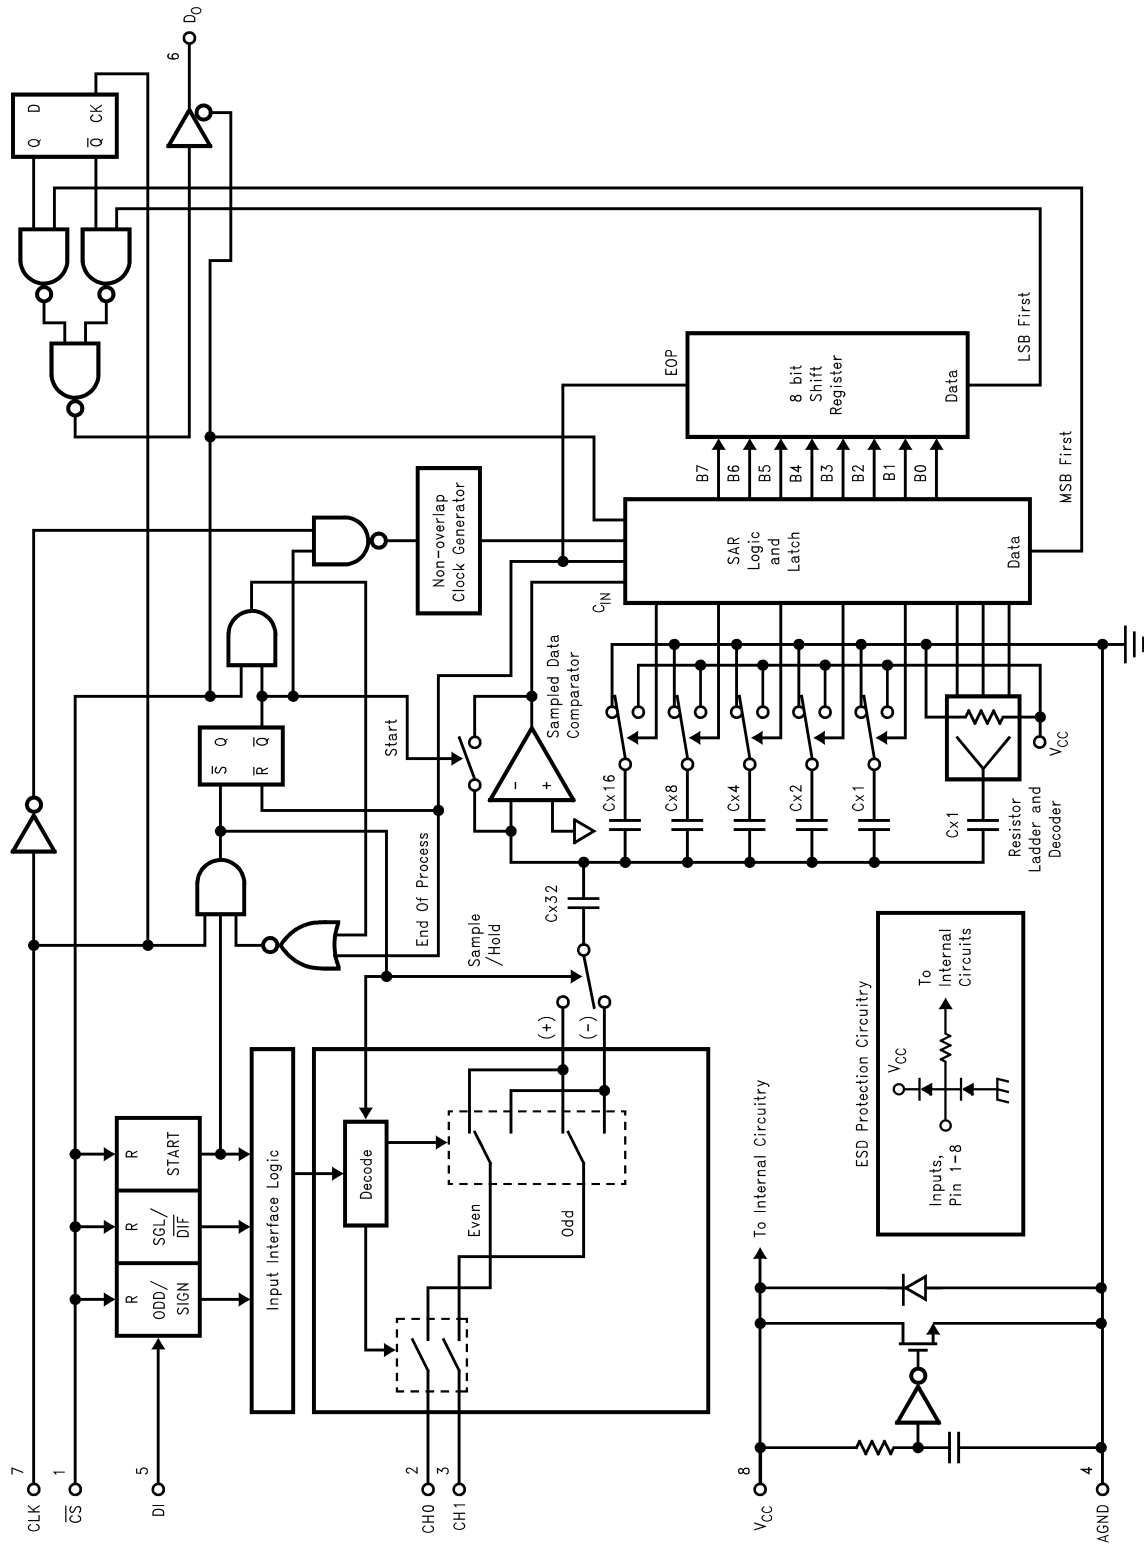 CLK
7
CS
1
DI
5
CH0
2
CH1
3
VCC
8
AGND
4
R
ODD/
SIGN
R
SGL/
DIF
R
START
Input Interface Logic
Decode
Even
Odd
(+)
(−)
Sample
/Hold
End Of Process
Start
S
Q
R
Q
Cx32
Cx16
Cx8
Cx4
Cx2
Cx1
Cx1
Resistor
Ladder and
Decoder
VCC
−
+
Sampled Data
Comparator
CIN
Non-overlap
Clock Generator
SAR
Logic
and
Latch
Data
B7
B6
B5
B4
B3
B2
B1
B0
EOP
8 bit
Shift
Register
Data
MSB First
LSB First
Q
D
Q
CK
6
DO
To Internal Circuitry
ESD Protection Circuitry
VCC
Inputs,
Pin 1-8
To
Internal
Circuits